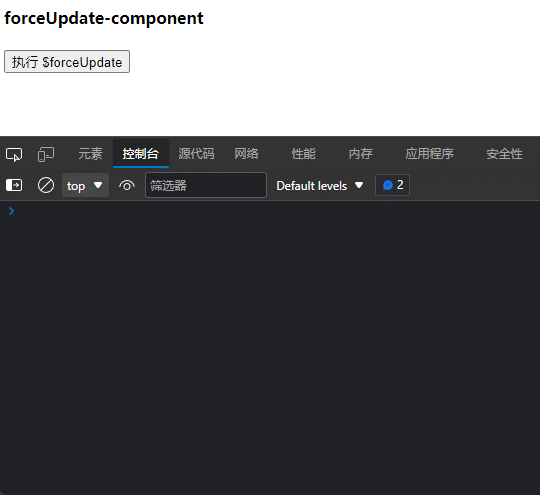 forceUpdate-component
执行 $forceUpdate
元素 控制台 源代码 网络 性能 内存 应用程序 安全性
top 筛选器 Default levels 2